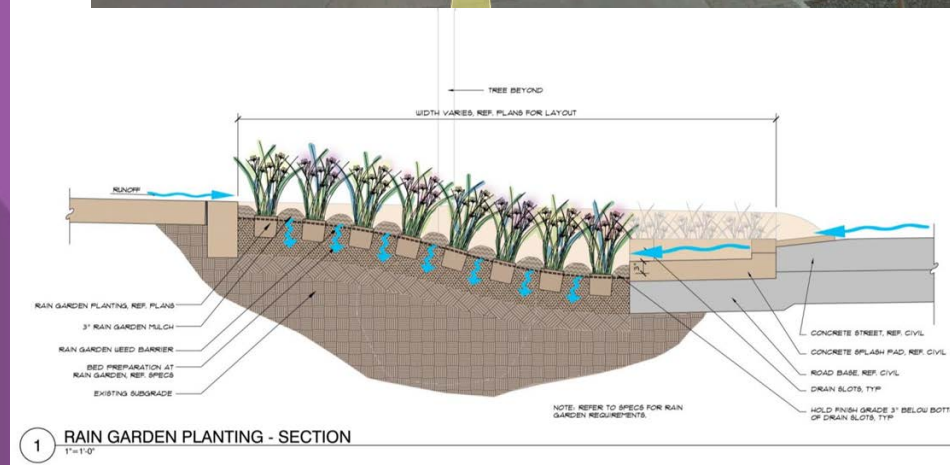 TREE BEYOND
WIDTH VARIES, REF. PLANS FOR LAYOUT
RUNOFF
3"
RAIN GARDEN PLANTING, REF. PLANS
3" RAIN GARDEN MULCH
RAIN GARDEN WEED BARRIER
BED PREPARATION AT
RAIN GARDEN, REF. SPECS
EXISTING SUBGRADE
CONCRETE STREET, REF. CIVIL
CONCRETE SPLASH PAD, REF. CIVIL
ROAD BASE, REF. CIVIL
DRAIN SLOTS, TYP
HOLD FINISH GRADE 3" BELOW BOTT
OF DRAIN SLOTS, TYP
NOTE: REFER TO SPECS FOR RAIN
GARDEN REQUIREMENTS.
1 RAIN GARDEN PLANTING - SECTION
1"=1'-0"